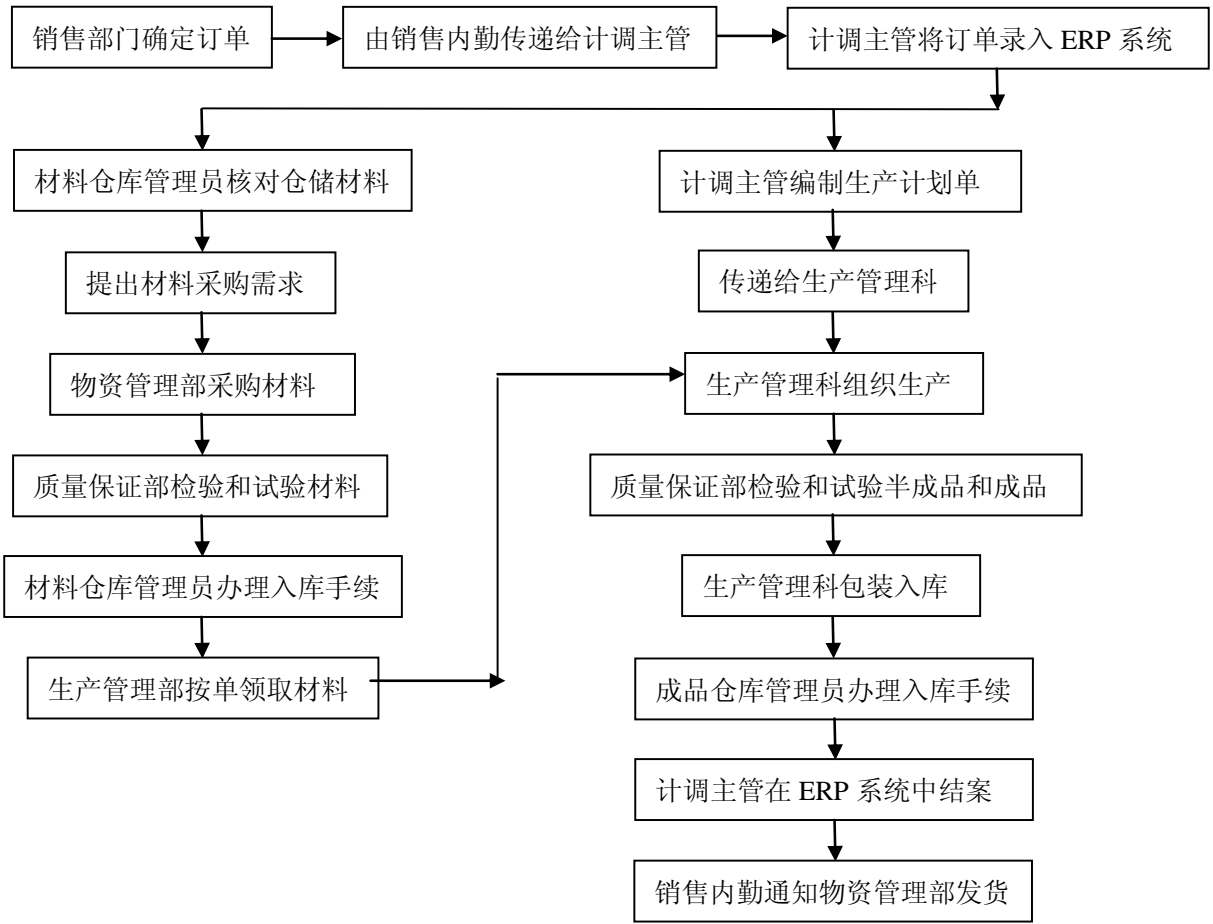 销售部门确定订单
由销售内勤传递给计调主管
计调主管将订单录入 ERP 系统
材料仓库管理员核对仓储材料
提出材料采购需求
物资管理部采购材料
质量保证部检验和试验材料
材料仓库管理员办理入库手续
生产管理部按单领取材料
计调主管编制生产计划单
传递给生产管理科
生产管理科组织生产
质量保证部检验和试验半成品和成品
生产管理科包装入库
成品仓库管理员办理入库手续
计调主管在 ERP 系统中结案
销售内勤通知物资管理部发货